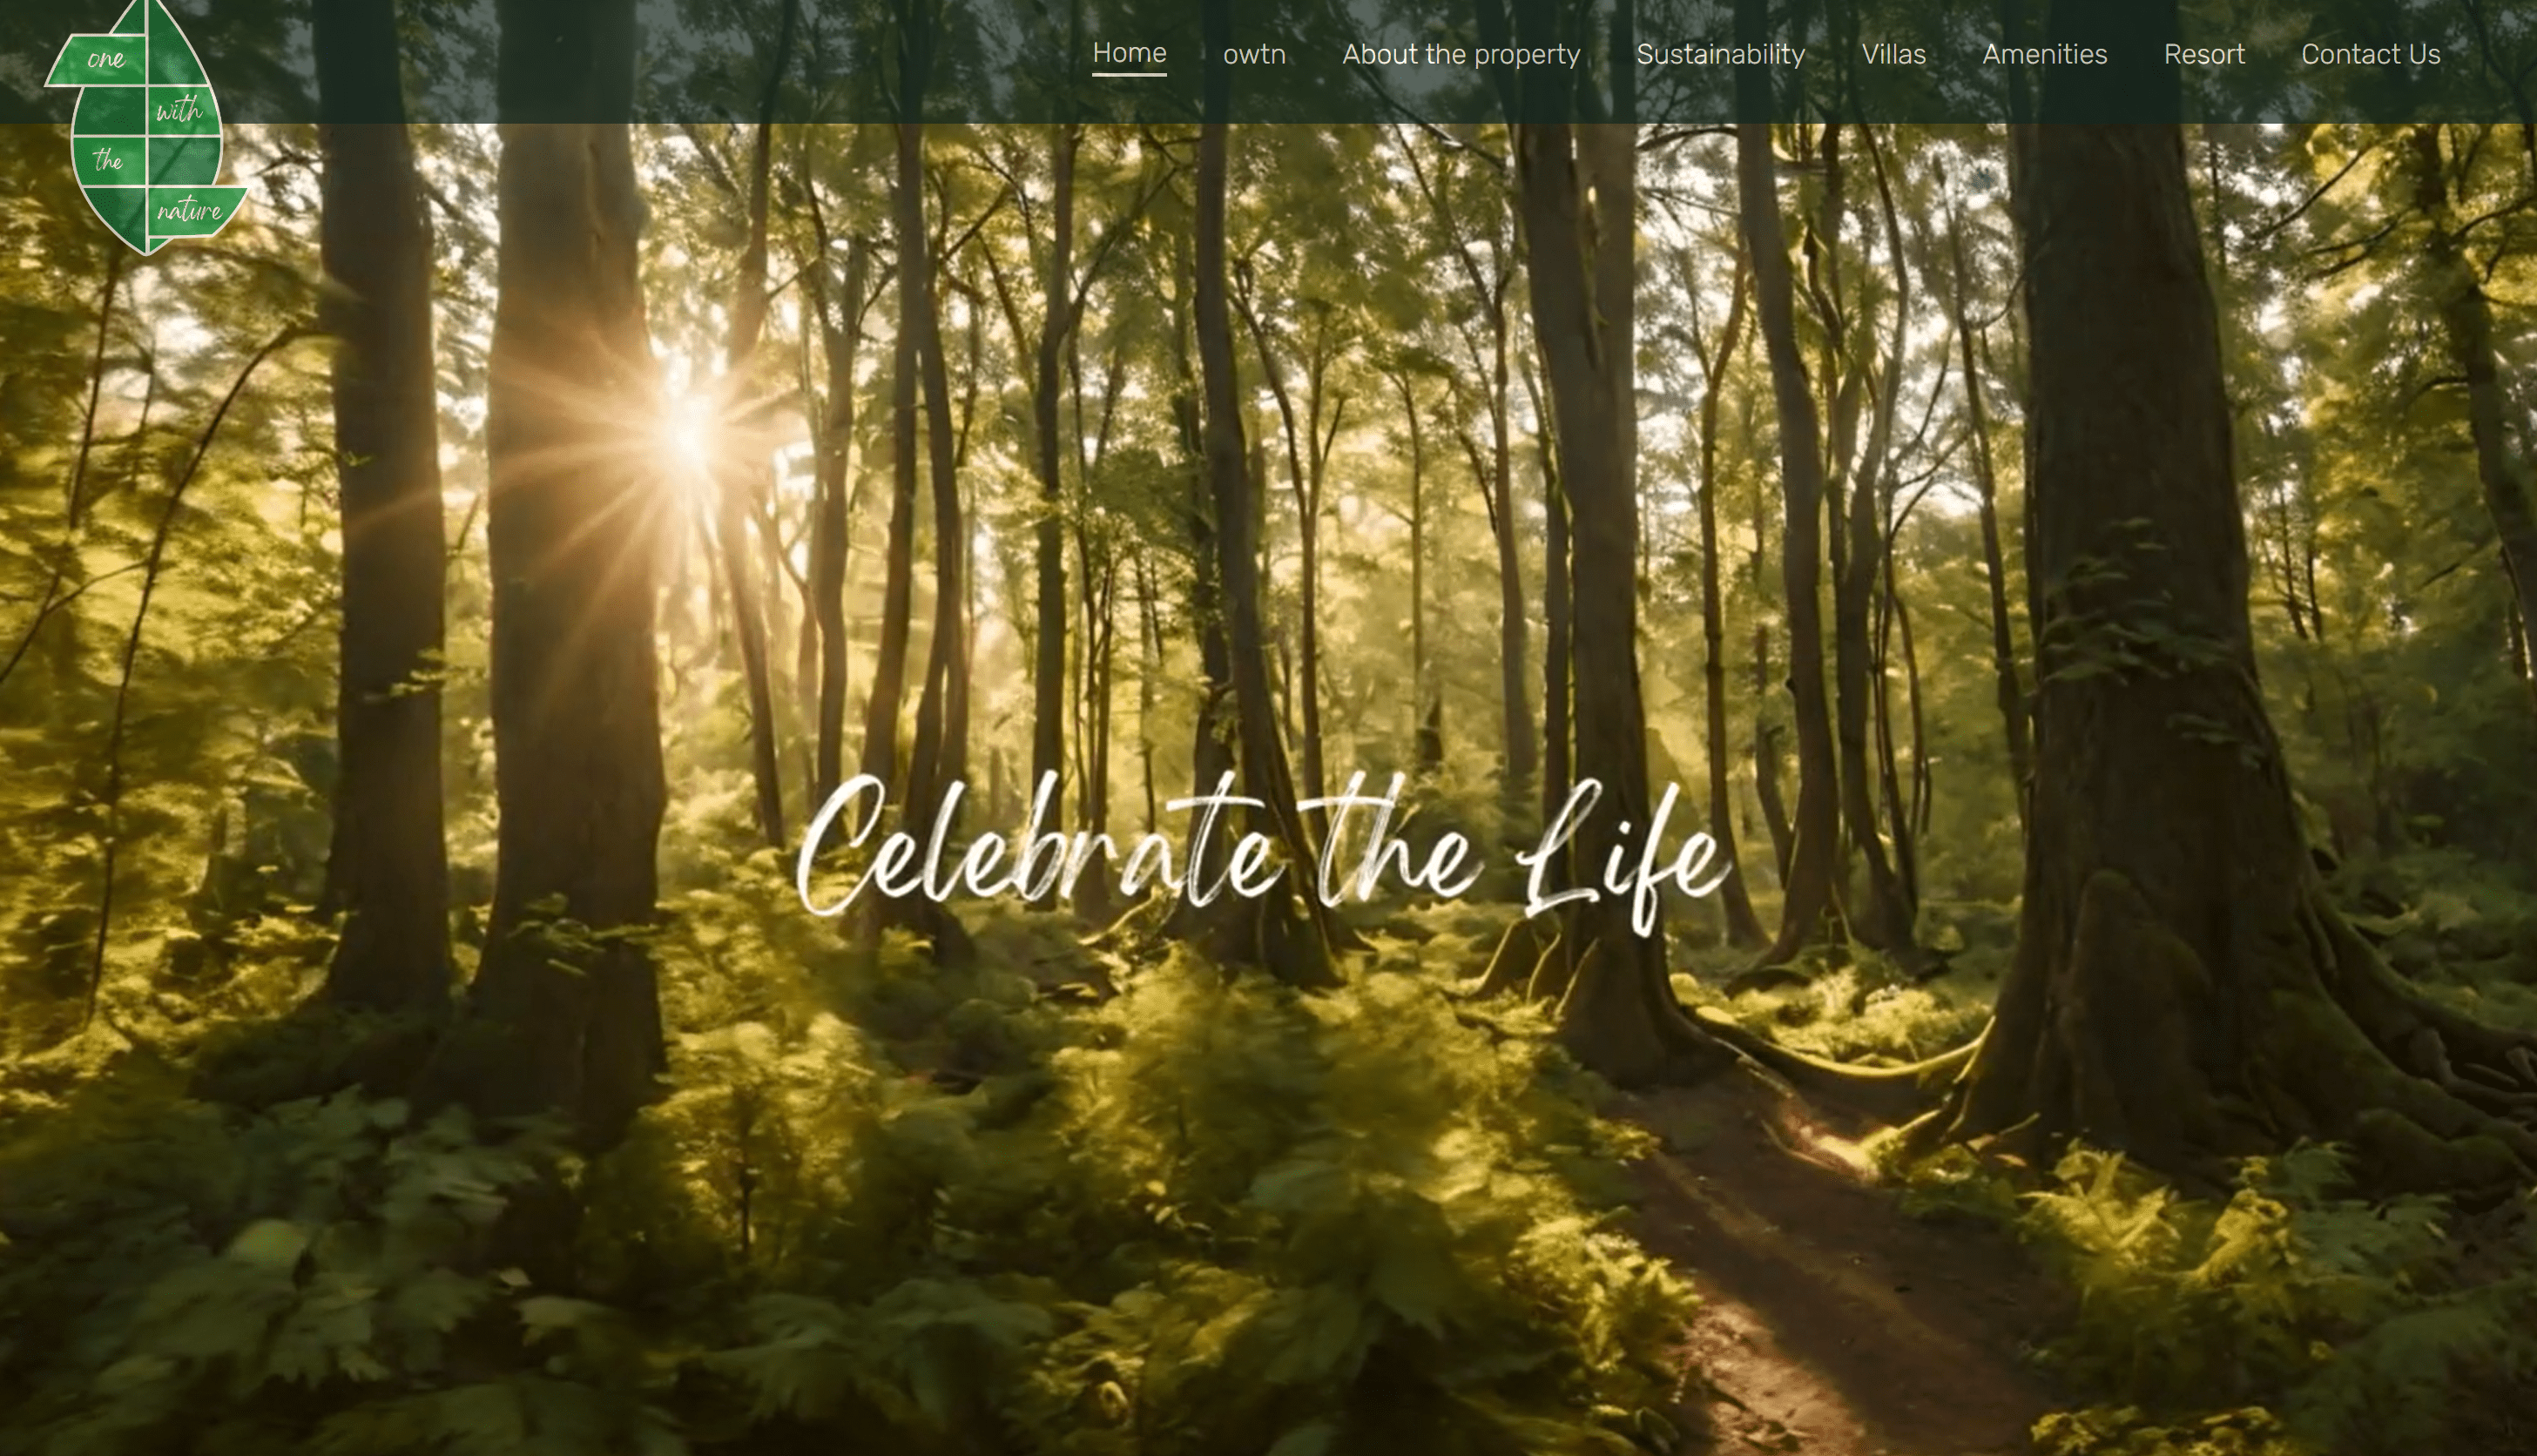 one
with
the
nature
Home owtn About the property Sustainability Villas Amenities Resort Contact Us
Celebrate the Life